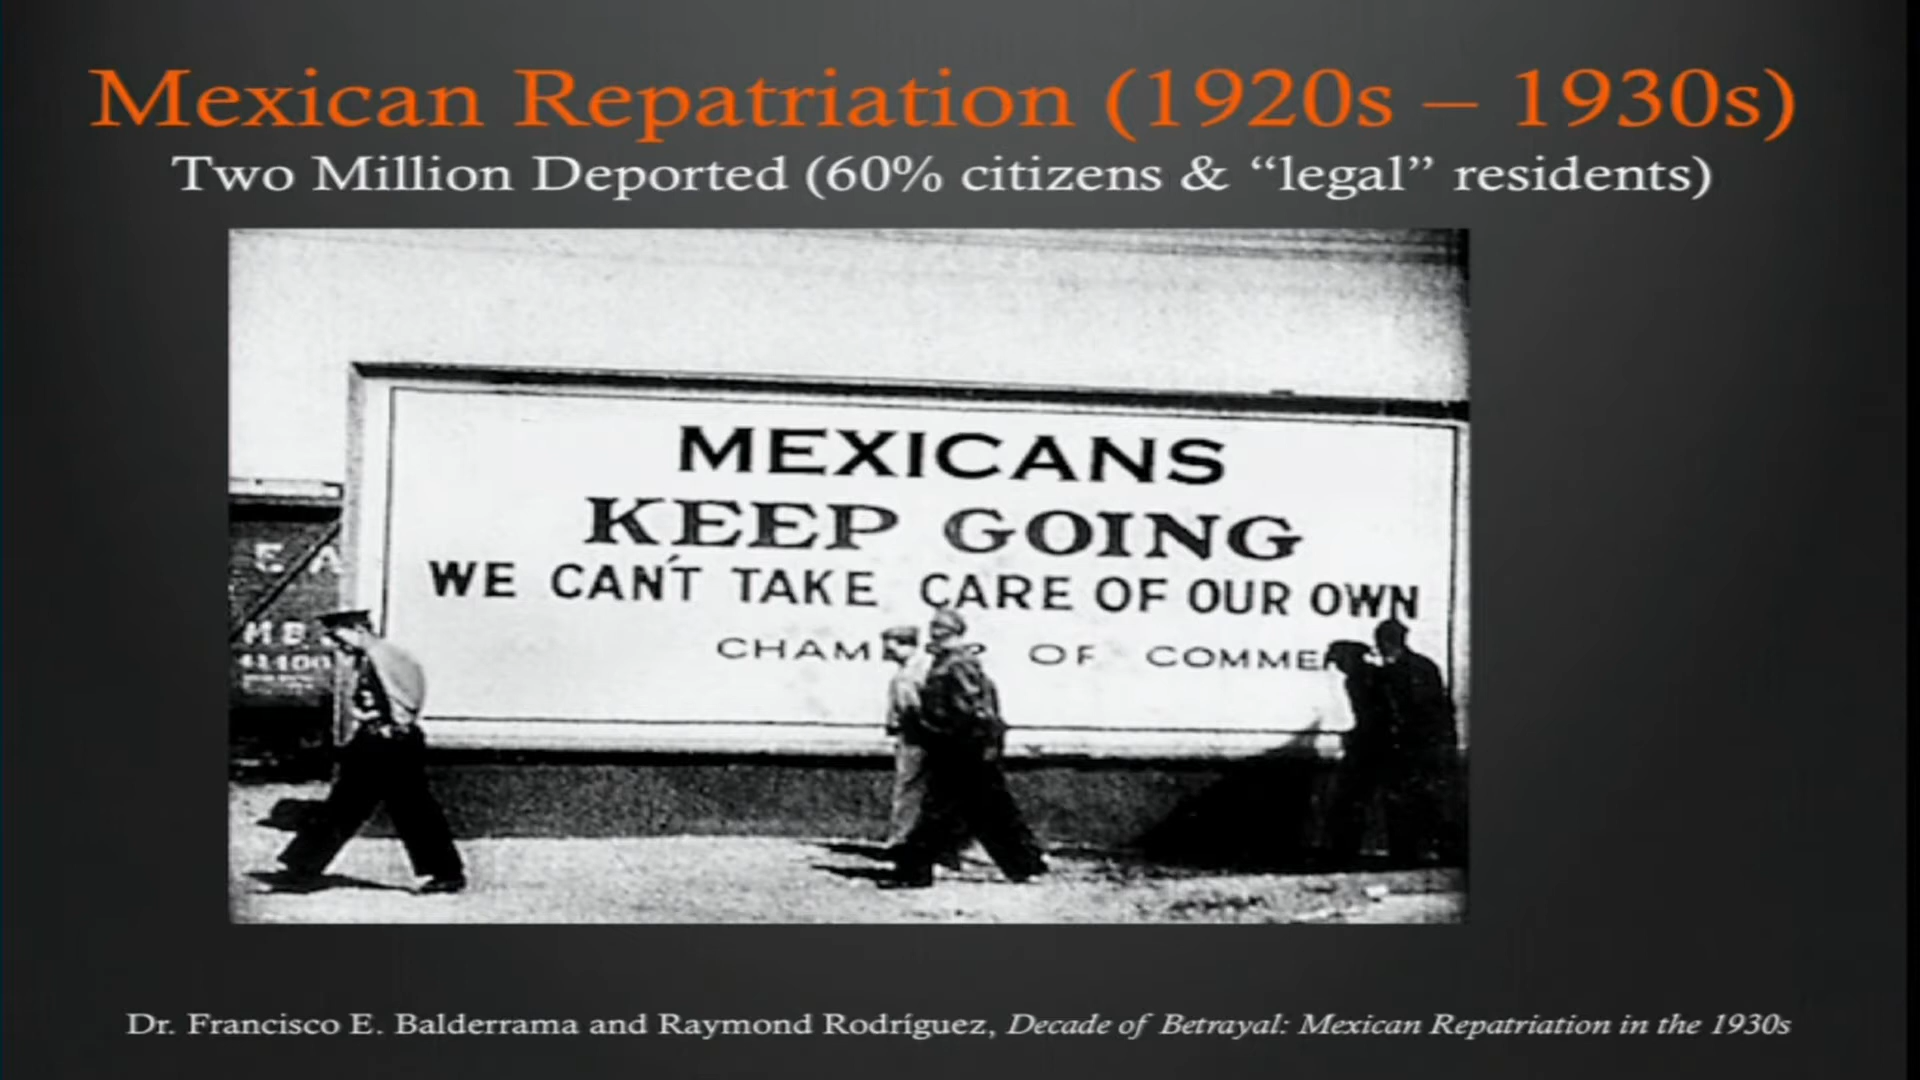 Mexican Repatriation (1920s – 1930s)
Two Million Deported (60% citizens & “legal” residents)
MEXICANS
KEEP GOING
WE CAN'T TAKE CARE OF OUR OWN
OF
41400
Dr. Francisco E. Balderrama and Raymond Rodríguez, Decade of Betrayal: Mexican Repatriation in the 1930s